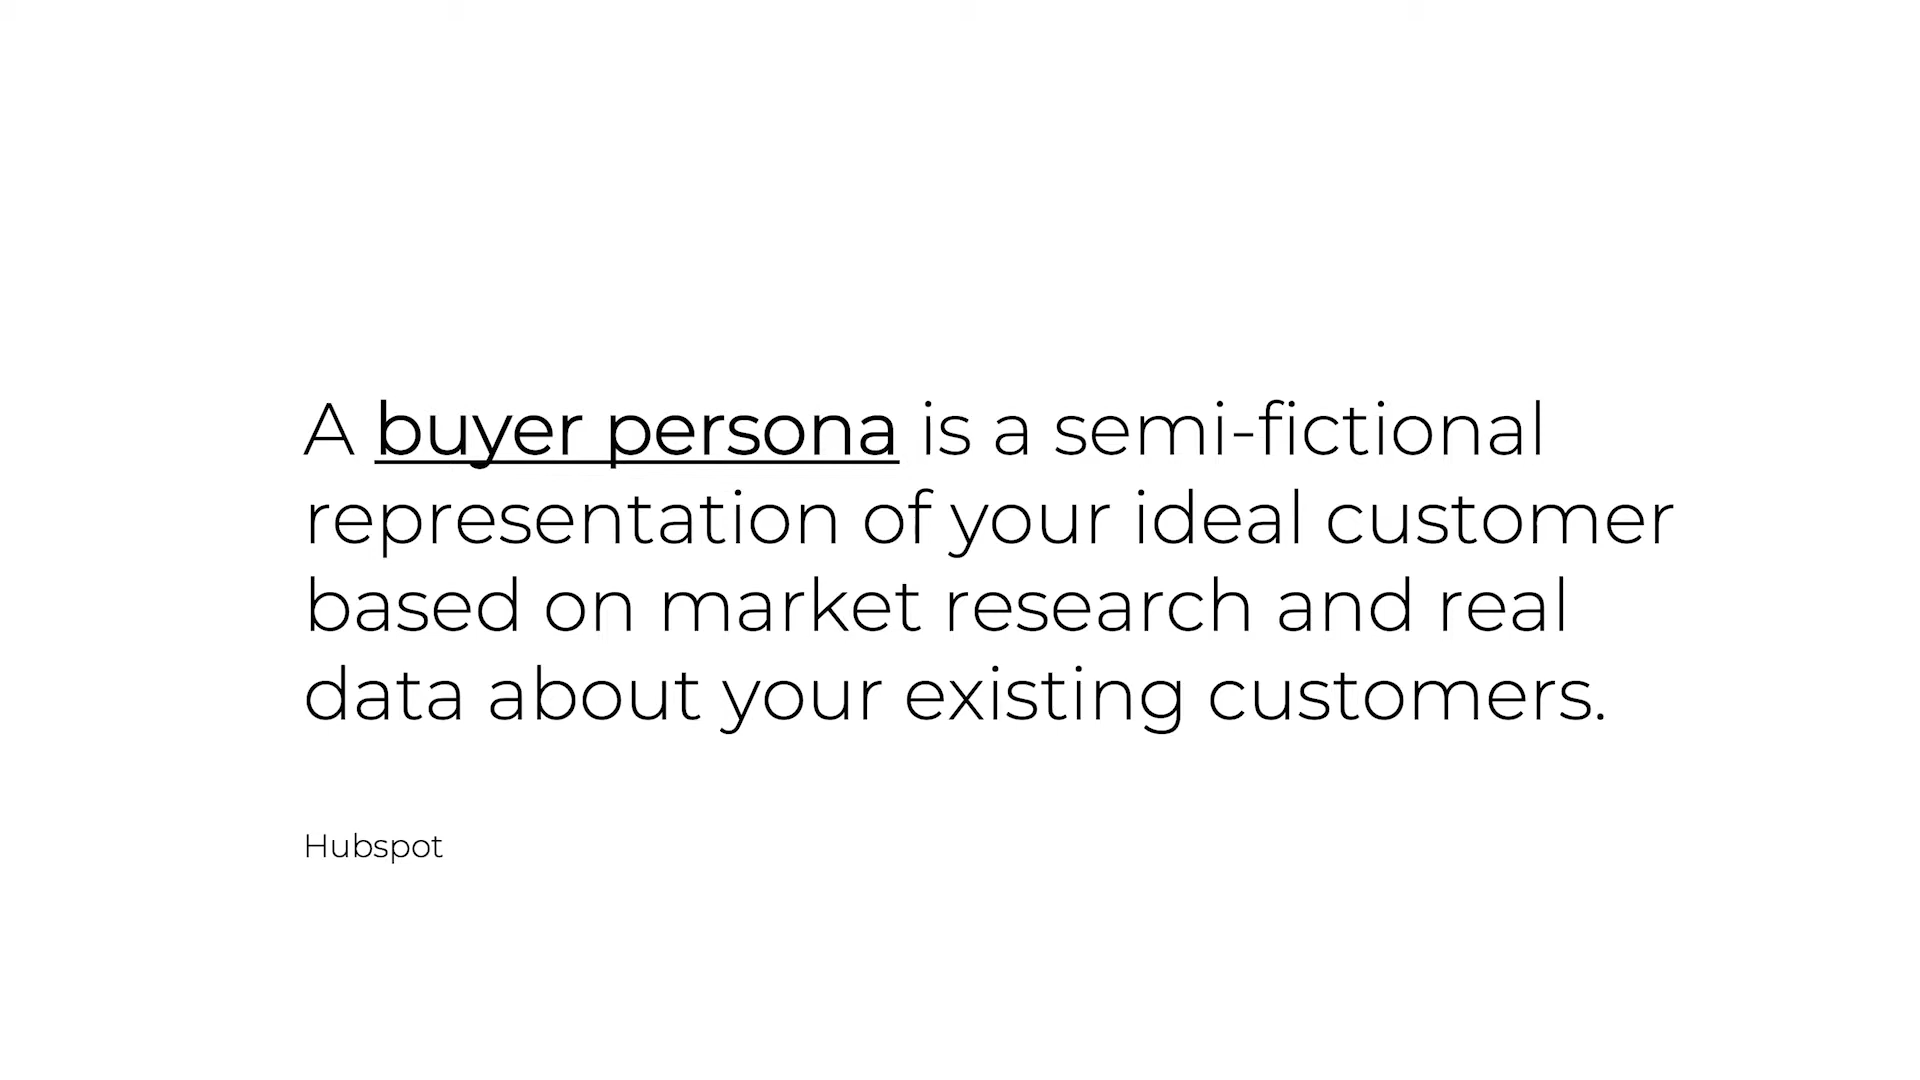 A buyer persona is a semi-fictional
representation of your ideal customer
based on market research and real
data about your existing customers.
Hubspot